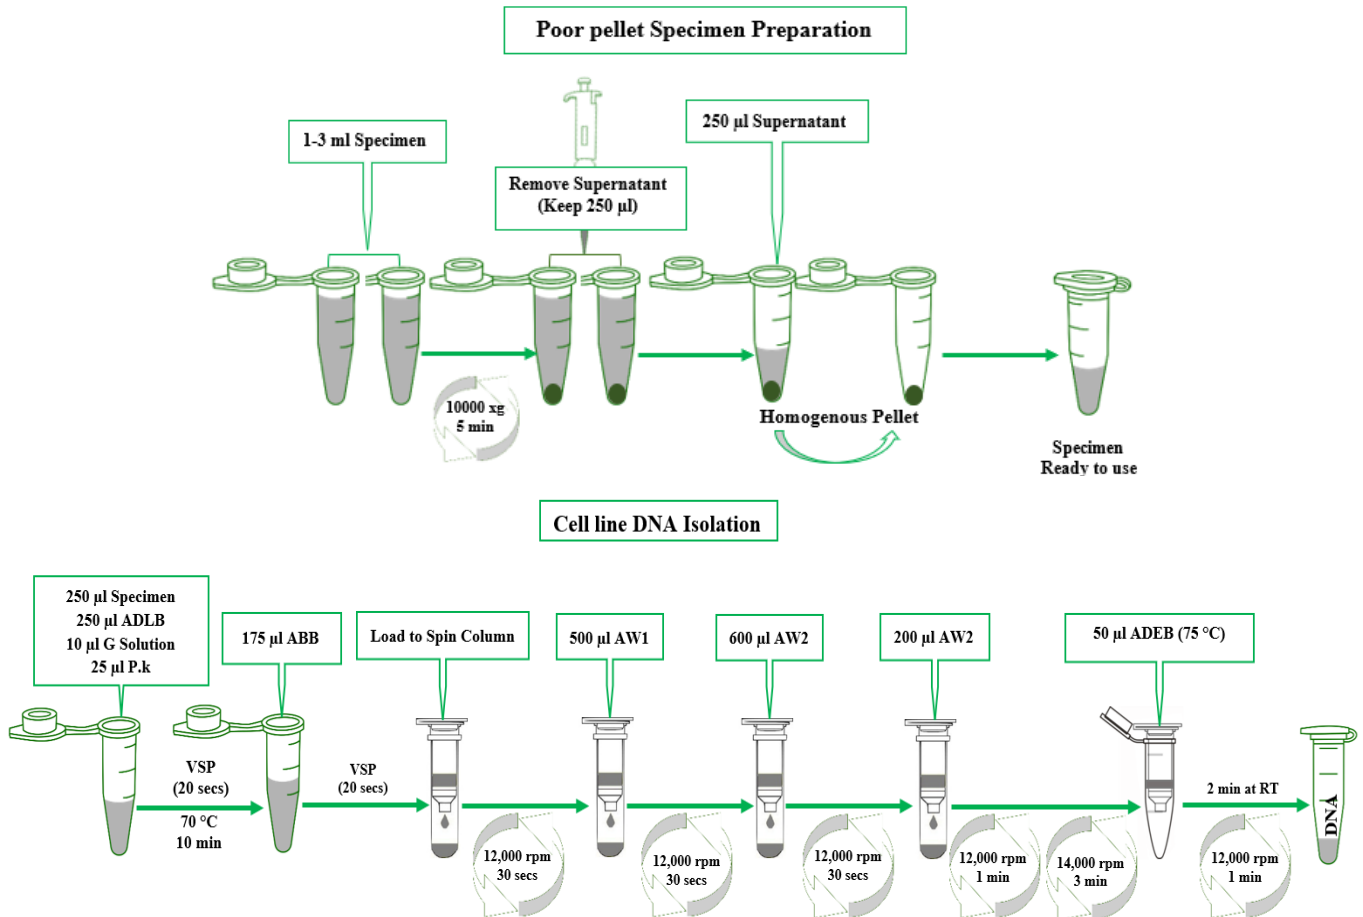 Poor pellet Specimen Preparation
1-3 ml Specimen
Remove Supernatant
(Keep 250 µl)
250 µl Supernatant
10000 xg
5 min
Homogenous Pellet
Specimen
Ready to use
Cell line DNA Isolation
250 µl Specimen
250 µl ADLB
10 µl G Solution
25 µl P.k
175 µl ABB
Load to Spin Column
500 µl AW1
600 µl AW2
200 µl AW2
50 µl ADEB (75 °C)
VSP
(20 secs)
70 °C
10 min
VSP
(20 secs)
12,000 rpm
30 secs
12,000 rpm
30 secs
12,000 rpm
30 secs
12,000 rpm
1 min
14,000 rpm
3 min
2 min at RT
12,000 rpm
1 min
DNA